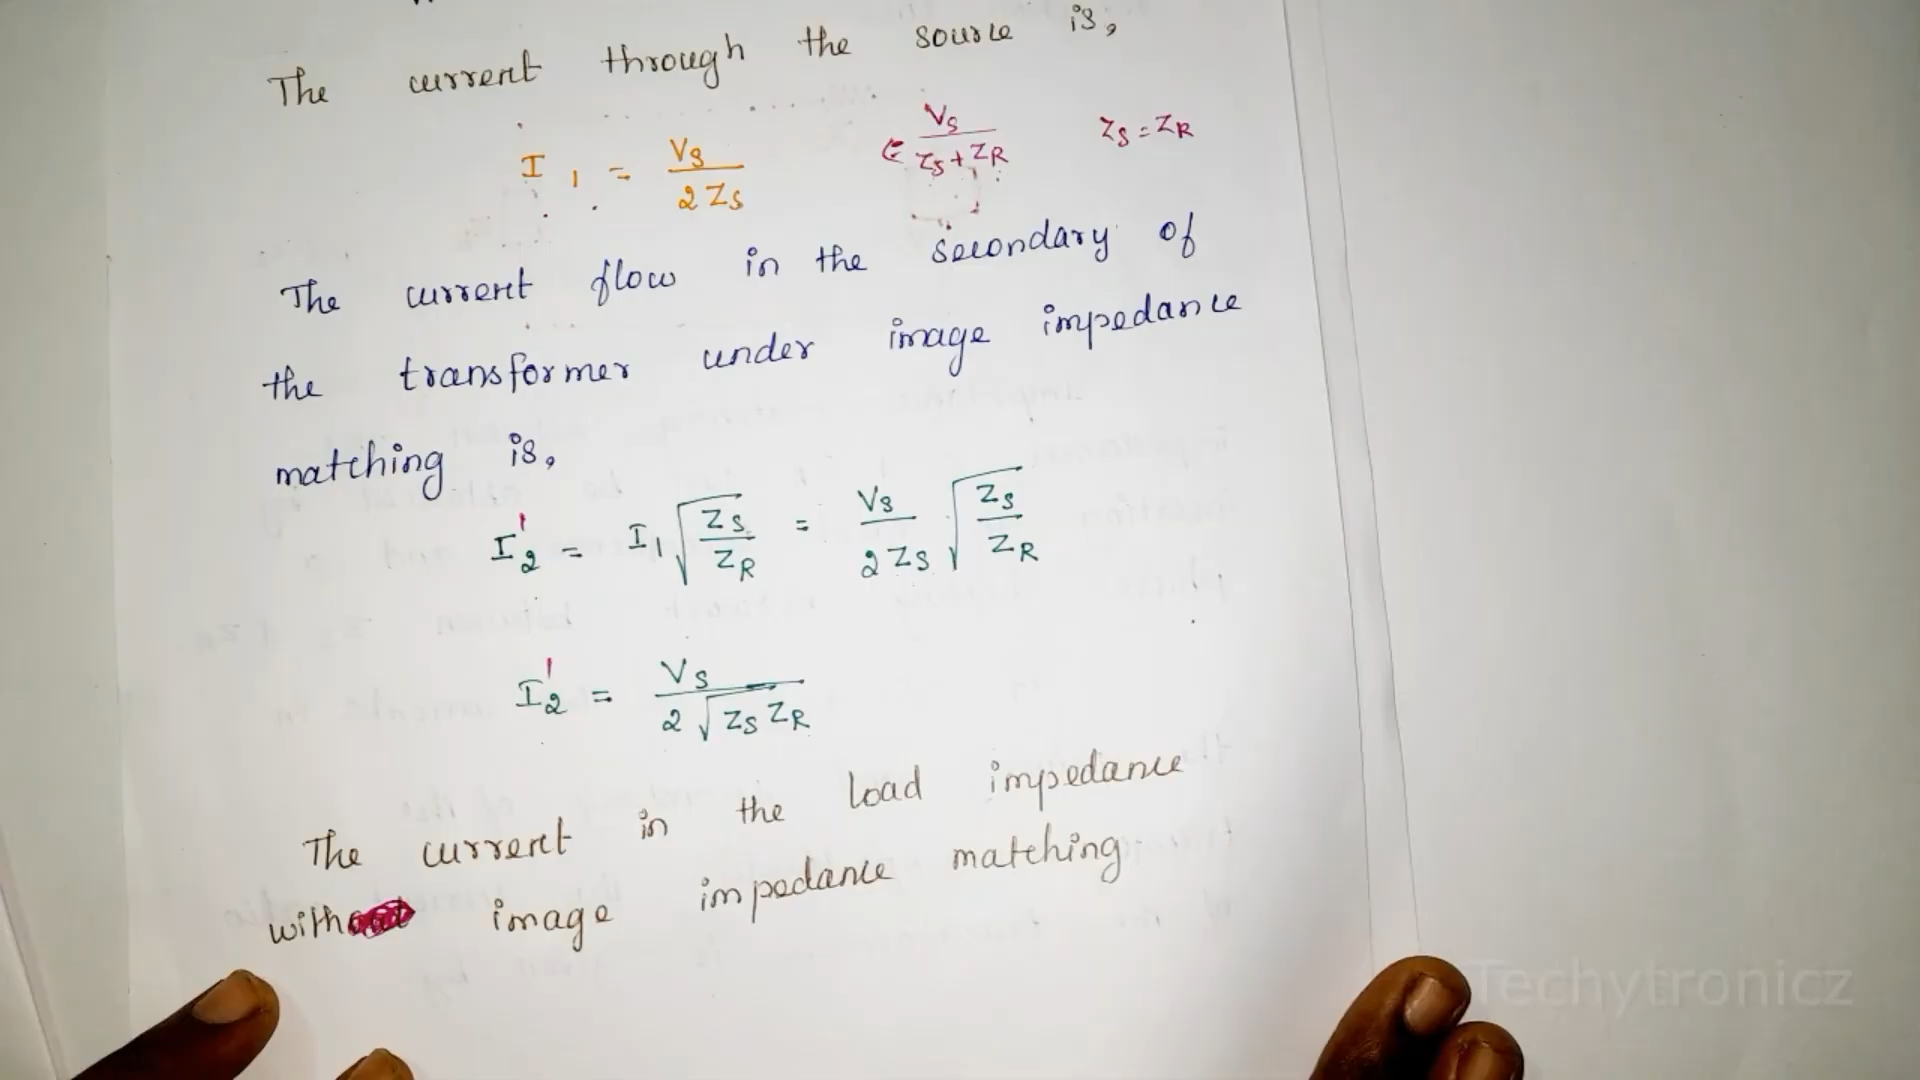 The current through the source is,
I1 = Vs / 2Zs Vs / Zs + ZR Zs = ZR
The current flow in the secondary of
the transformer under image impedance
matching is,
I2' = I1 √(Zs / ZR) = Vs / 2Zs √(Zs / ZR)
I2' = Vs / 2√(Zs ZR)
The current in the load impedance
with image impedance matching
Techytronicz